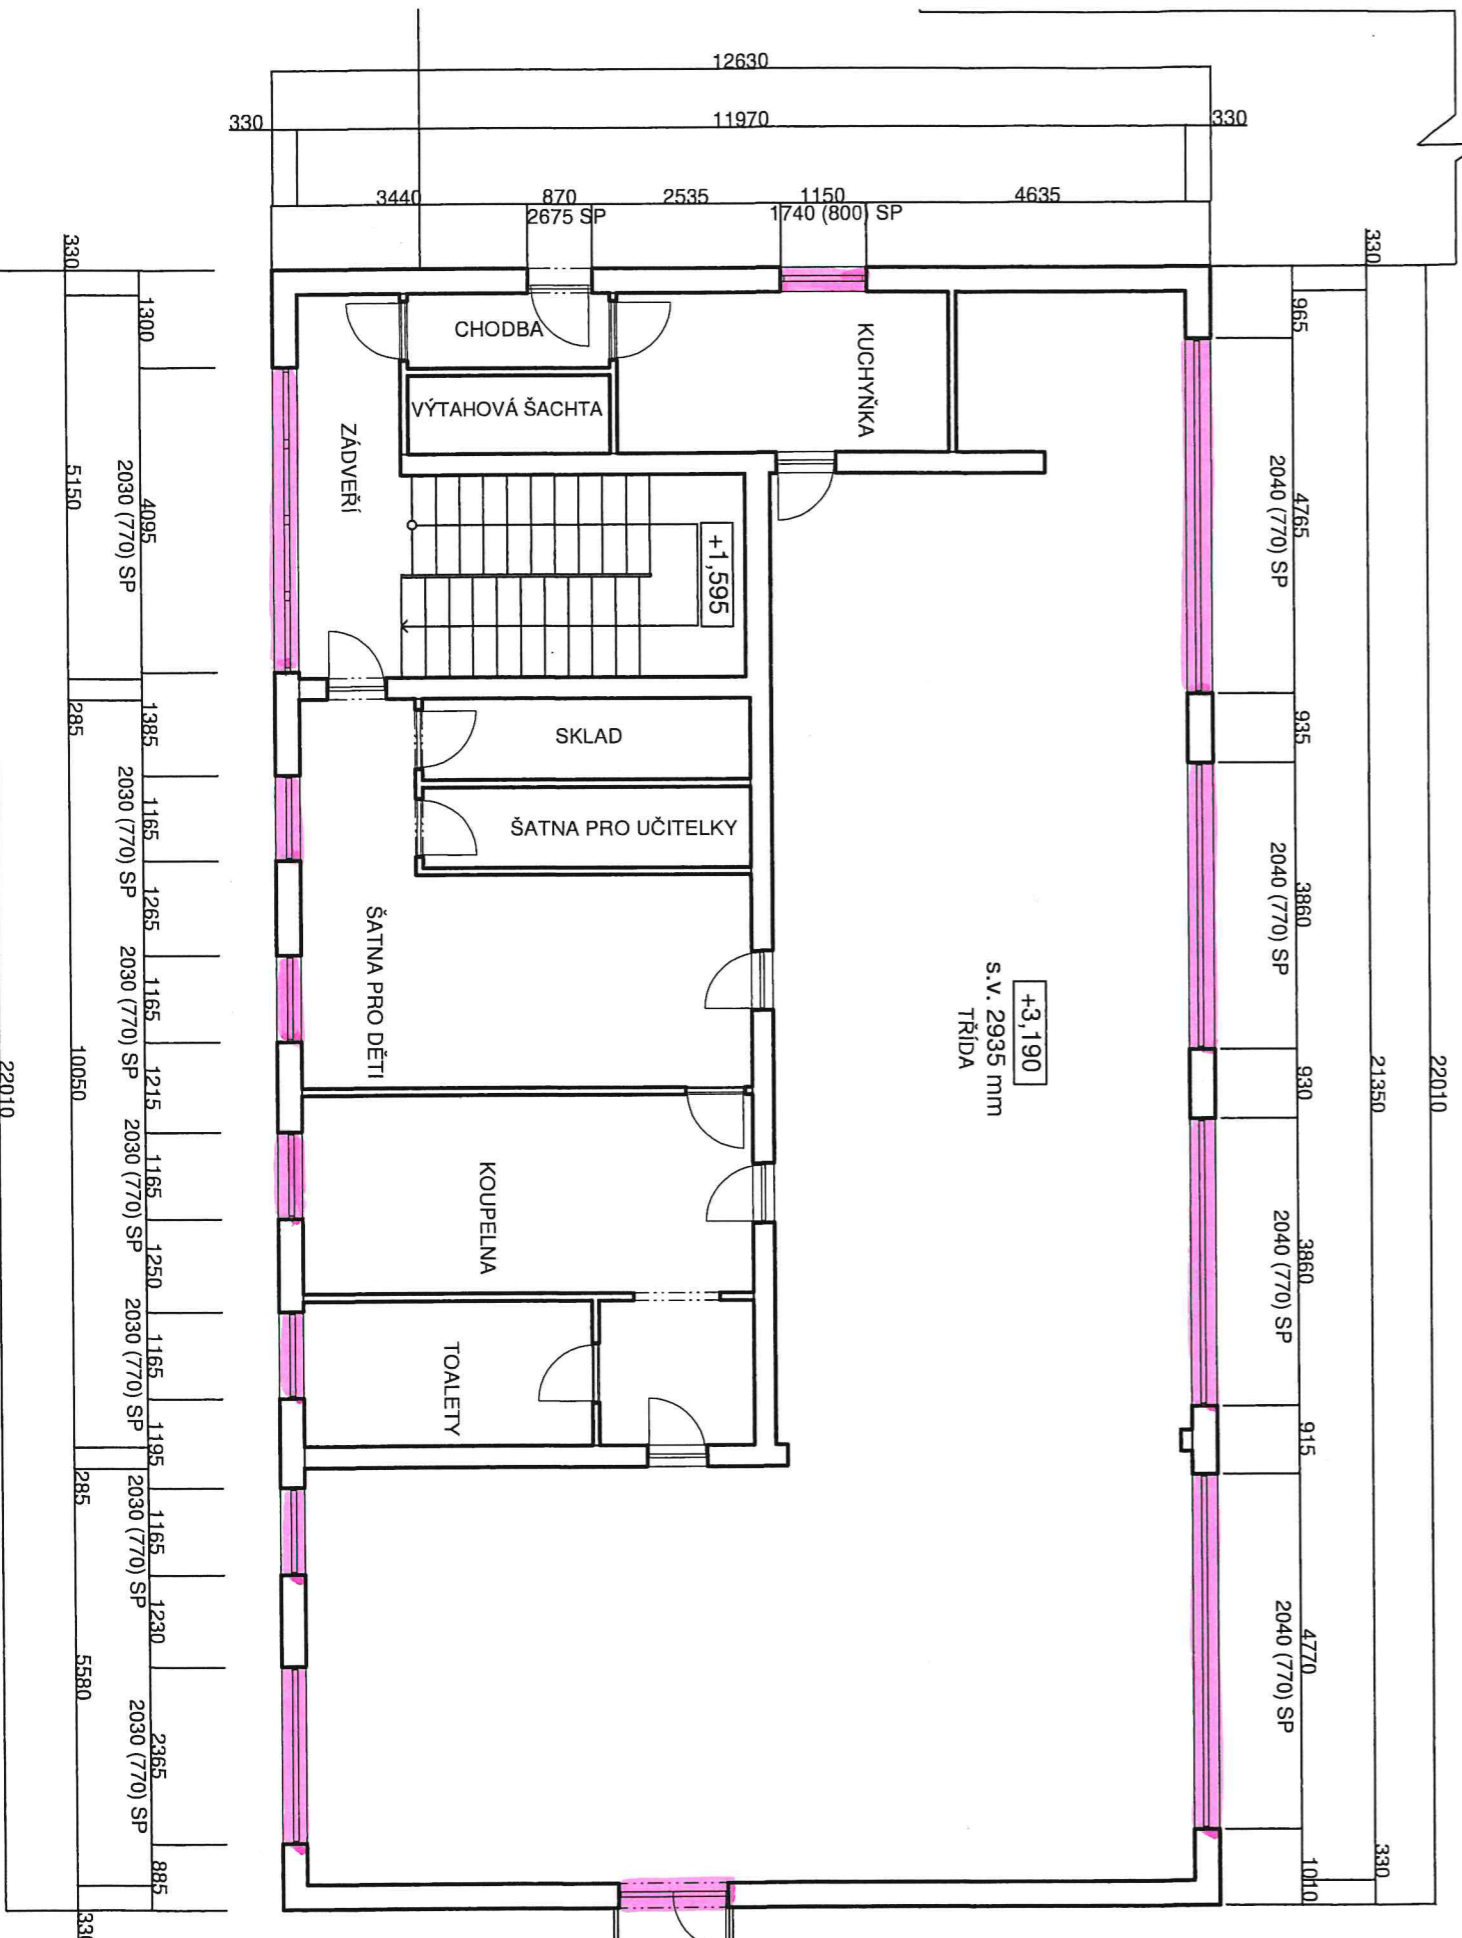 12630
330
11970
330
3440
870
2535
1150
4635
2675 SP
1740 (800) SP
330
1300
4095
2030 (770) SP
5150
285
1385
1165
2030 (770) SP
1265
1165
2030 (770) SP
10050
1215
1165
2030 (770) SP
1250
1165
2030 (770) SP
1195
285
1165
2030 (770) SP
1230
5580
2365
2030 (770) SP
885
22010
CHODBA
VÝTAHOVÁ ŠACHTA
KUCHYŇKA
ZÁDVEŘÍ
+1,595
SKLAD
ŠATNA PRO UČITELKY
ŠATNA PRO DĚTI
+3,190
s.v. 2935 mm
TŘÍDA
KOUPELNA
TOALETY
330
965
4765
2040 (770) SP
935
3860
2040 (770) SP
930
21350
22010
3860
2040 (770) SP
915
4770
2040 (770) SP
330
1010